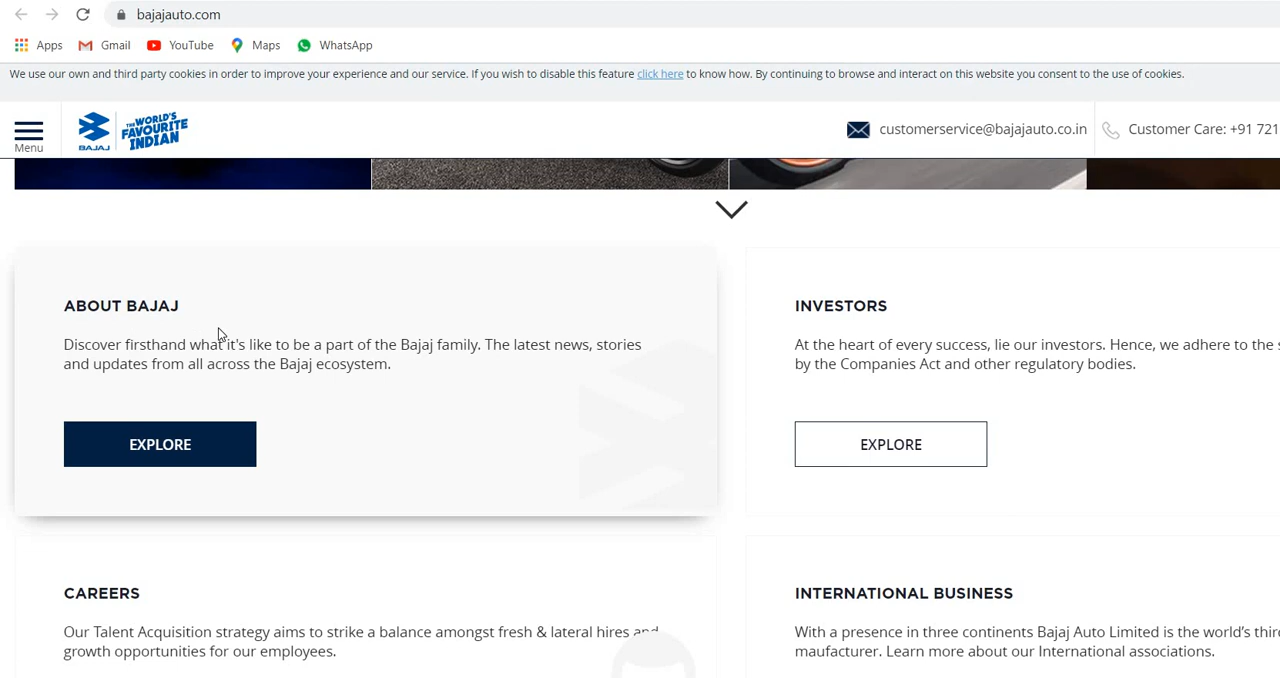 bajajauto.com
Apps Gmail YouTube Maps WhatsApp
We use our own and third party cookies in order to improve your experience and our service. If you wish to disable this feature click here to know how. By continuing to browse and interact on this website you consent to the use of cookies.
Menu
BAJAJ
THE WORLD'S
FAVOURITE
INDIAN
customerservice@bajajauto.co.in
Customer Care: +91 721
ABOUT BAJAJ
Discover firsthand what it's like to be a part of the Bajaj family. The latest news, stories
and updates from all across the Bajaj ecosystem.
EXPLORE
INVESTORS
At the heart of every success, lie our investors. Hence, we adhere to the
by the Companies Act and other regulatory bodies.
EXPLORE
CAREERS
Our Talent Acquisition strategy aims to strike a balance amongst fresh & lateral hires and
growth opportunities for our employees.
INTERNATIONAL BUSINESS
With a presence in three continents Bajaj Auto Limited is the world's
maufacturer. Learn more about our International associations.